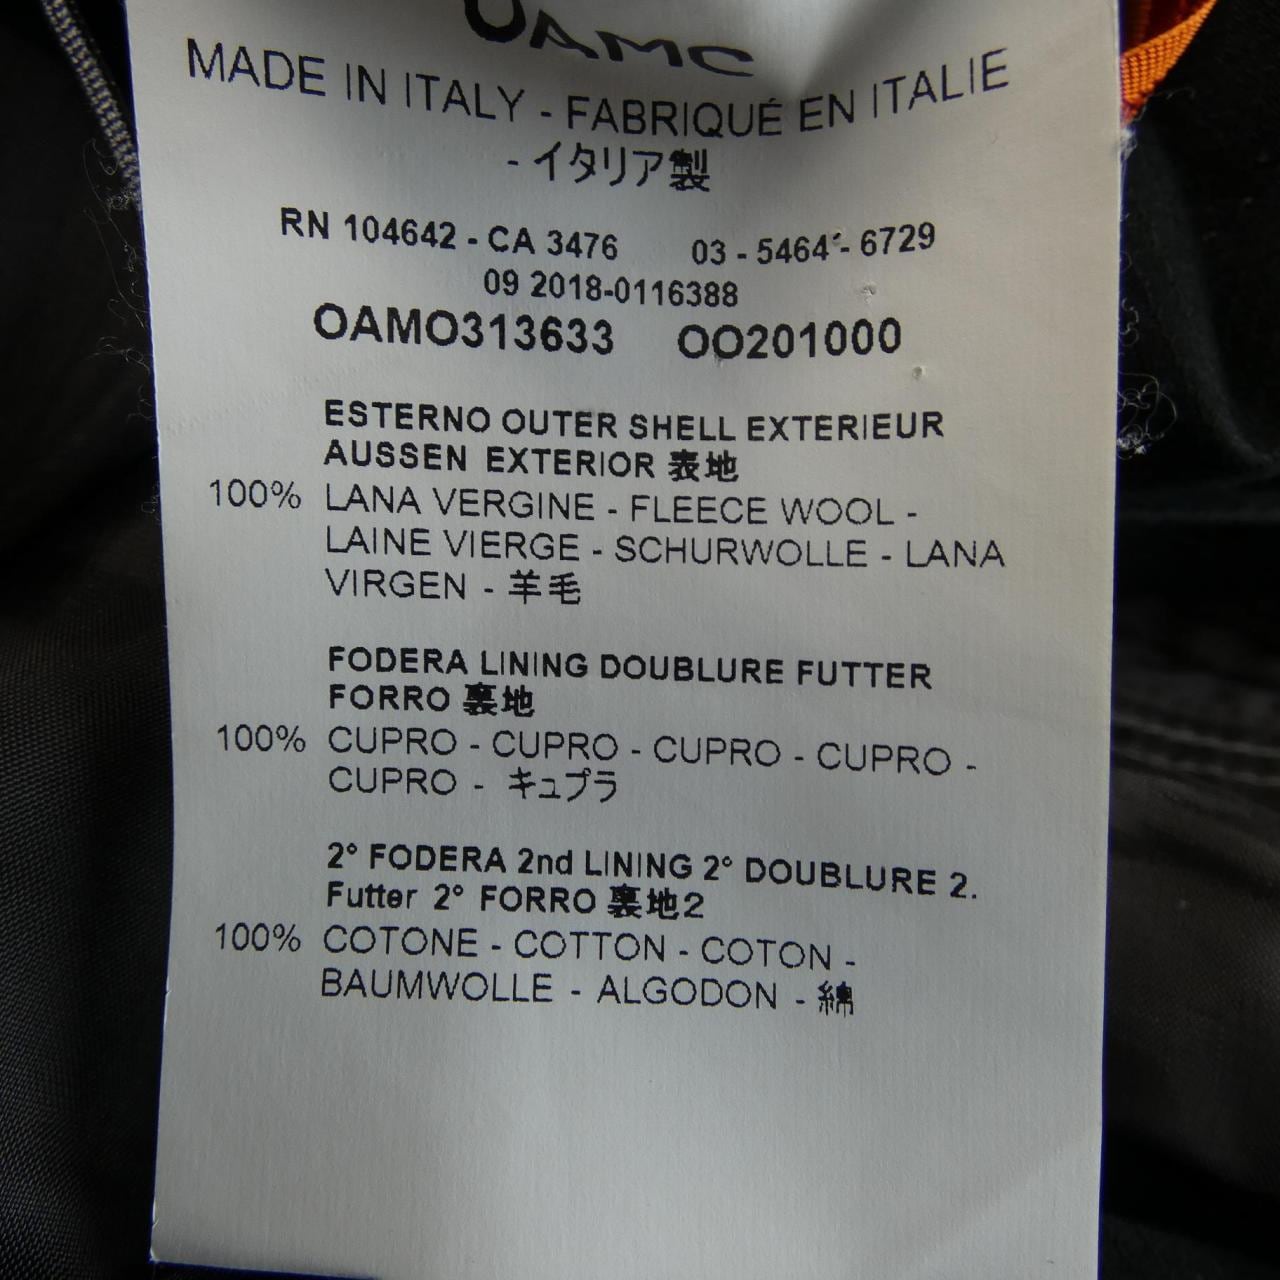 OAMC
MADE IN ITALY - FABRIQUÉ EN ITALIE
- イタリア製
RN 104642 - CA 3476 03 - 5464 - 6729
09 2018-0116388
OAMO313633 OO201000
ESTERNO OUTER SHELL EXTERIEUR
AUSSEN EXTERIOR 表地
100% LANA VERGINE - FLEECE WOOL -
LAINE VIERGE - SCHURWOLLE - LANA
VIRGEN - 羊毛
FODERA LINING DOUBLURE FUTTER
FORRO 裏地
100% CUPRO - CUPRO - CUPRO - CUPRO -
CUPRO - キュプラ
2° FODERA 2nd LINING 2° DOUBLURE 2.
Futter 2° FORRO 裏地2
100% COTONE - COTTON - COTON -
BAUMWOLLE - ALGODON - 綿